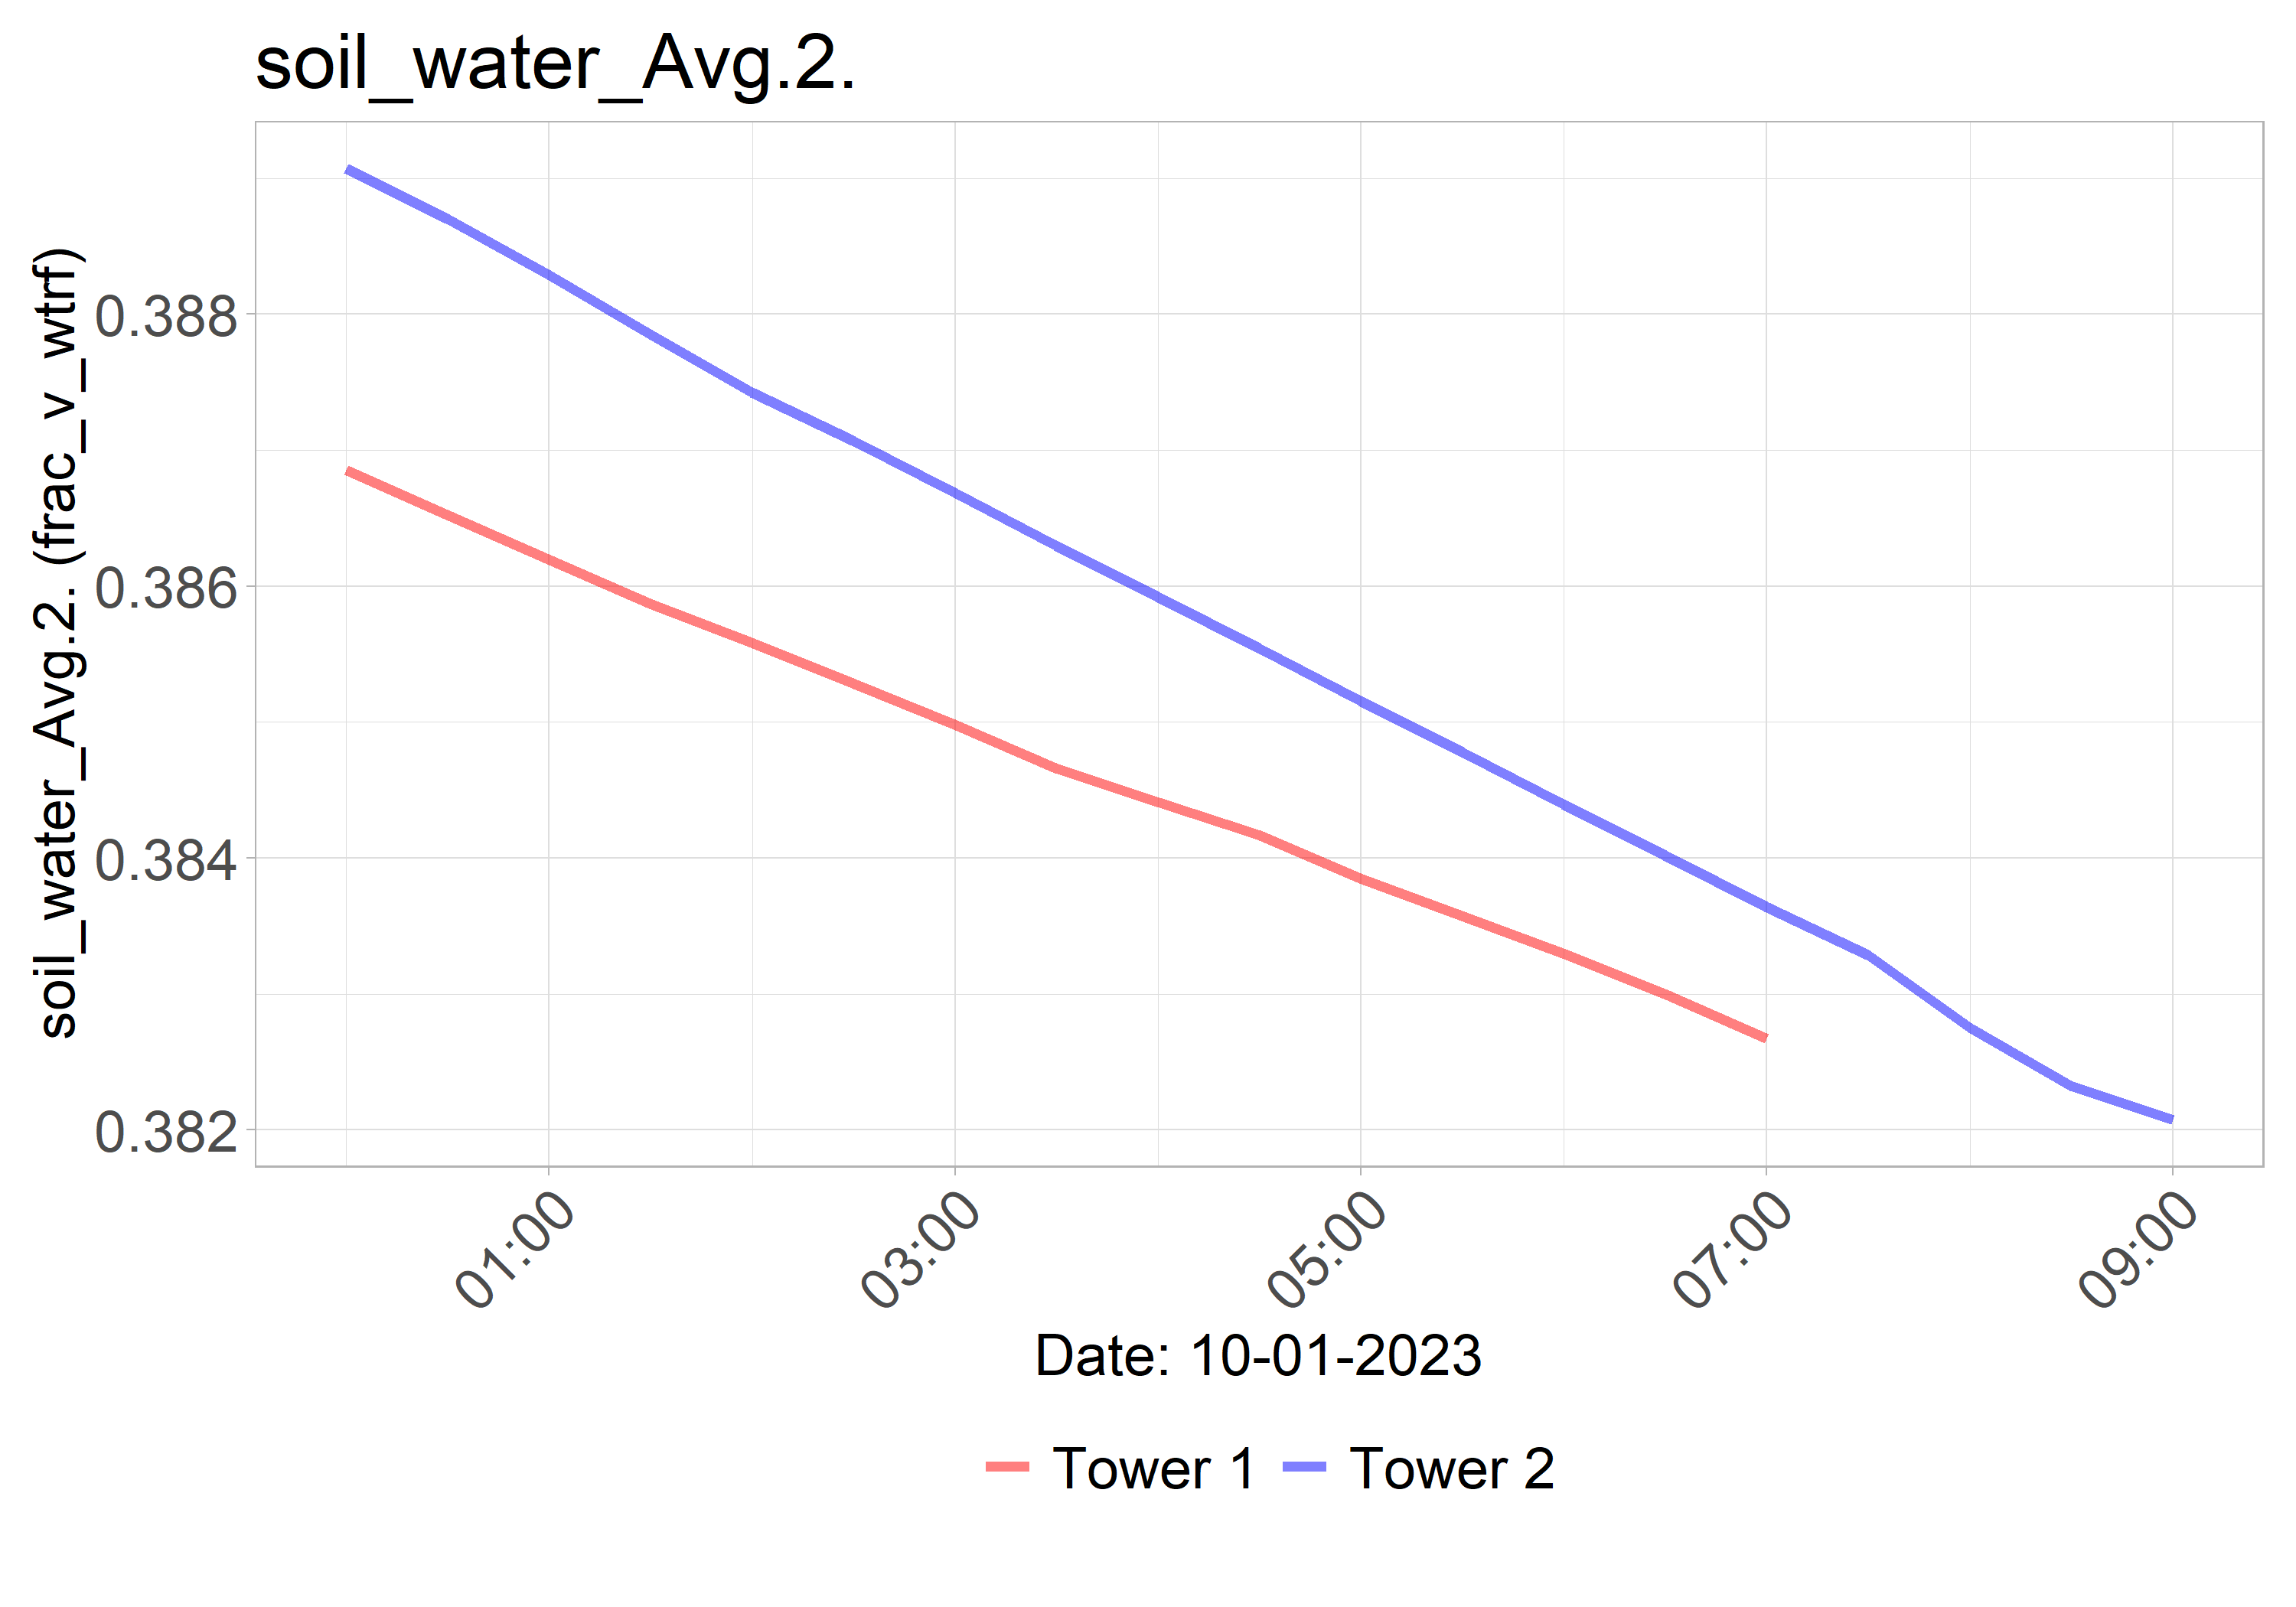 soil_water_Avg.2.
soil_water_Avg.2. (frac_v_wtrf)
0.388
0.386
0.384
0.382
01:00
03:00
05:00
07:00
09:00
Date: 10-01-2023
Tower 1
Tower 2